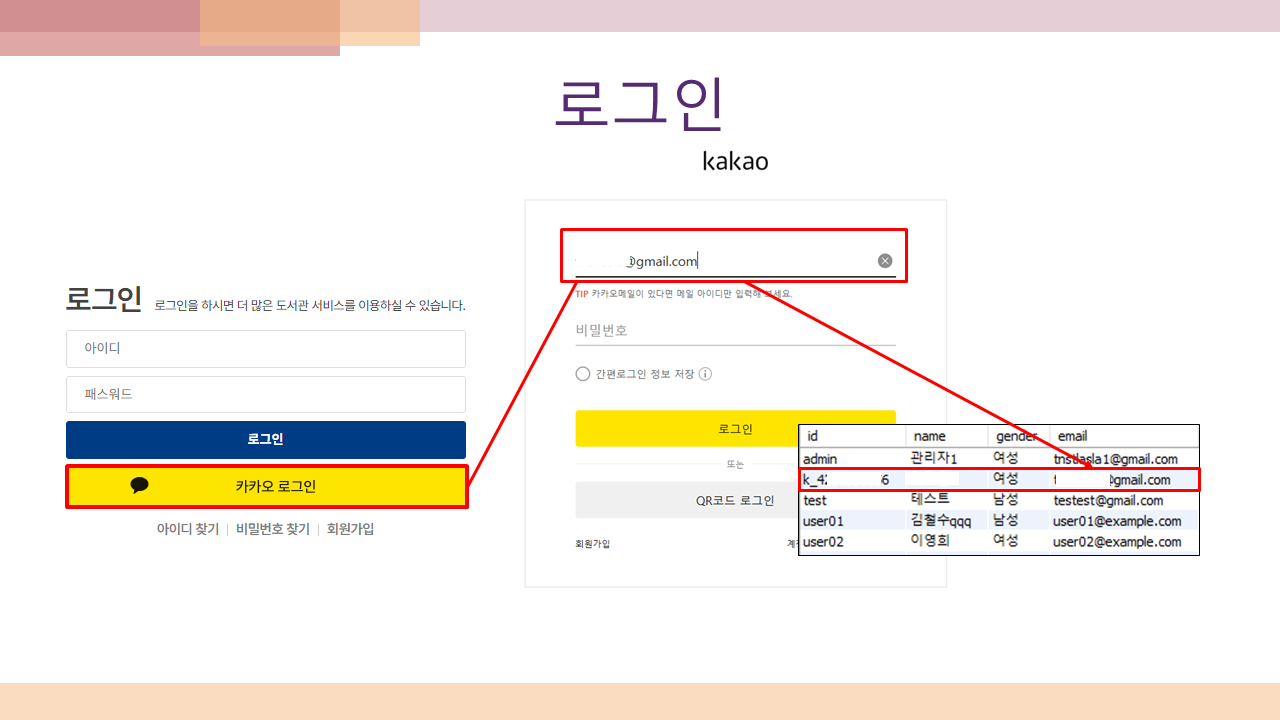 로그인
kakao
@gmail.com
TIP 카카오메일이 있다면 메일 아이디만 입력해 보세요.
비밀번호
간편로그인 정보 저장
로그인
또는
QR코드 로그인
회원가입
로그인 로그인을 하시면 더 많은 도서관 서비스를 이용하실 수 있습니다.
아이디
패스워드
로그인
카카오 로그인
아이디 찾기 | 비밀번호 찾기 | 회원가입
id name gender email
admin 관리자1 여성 tnstlasla1@gmail.com
k_42 6 여성 @gmail.com
test 테스트 남성 testest@gmail.com
user01 김철수qqq 남성 user01@example.com
user02 이영희 여성 user02@example.com